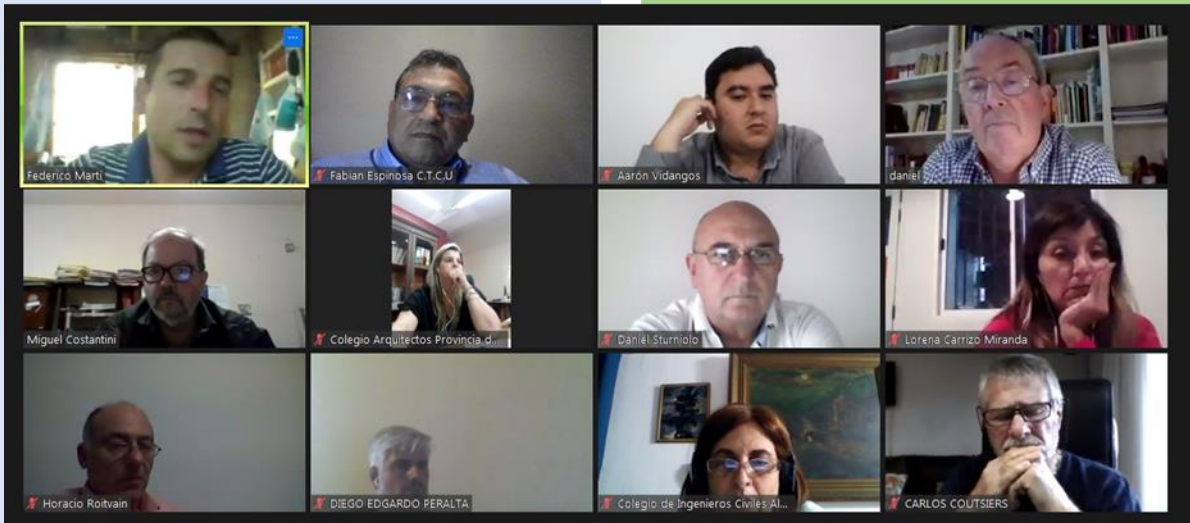 Federico Marti
Fabian Espinosa C.T.C.U
Aarón Vidangos
daniel
Miguel Costantini
Colegio Arquitectos Provincia d...
Daniel Sturniolo
Lorena Carrizo Miranda
Horacio Roitvain
DIEGO EDGARDO PERALTA
Colegio de Ingenieros Civiles Al...
CARLOS COUTSIERS